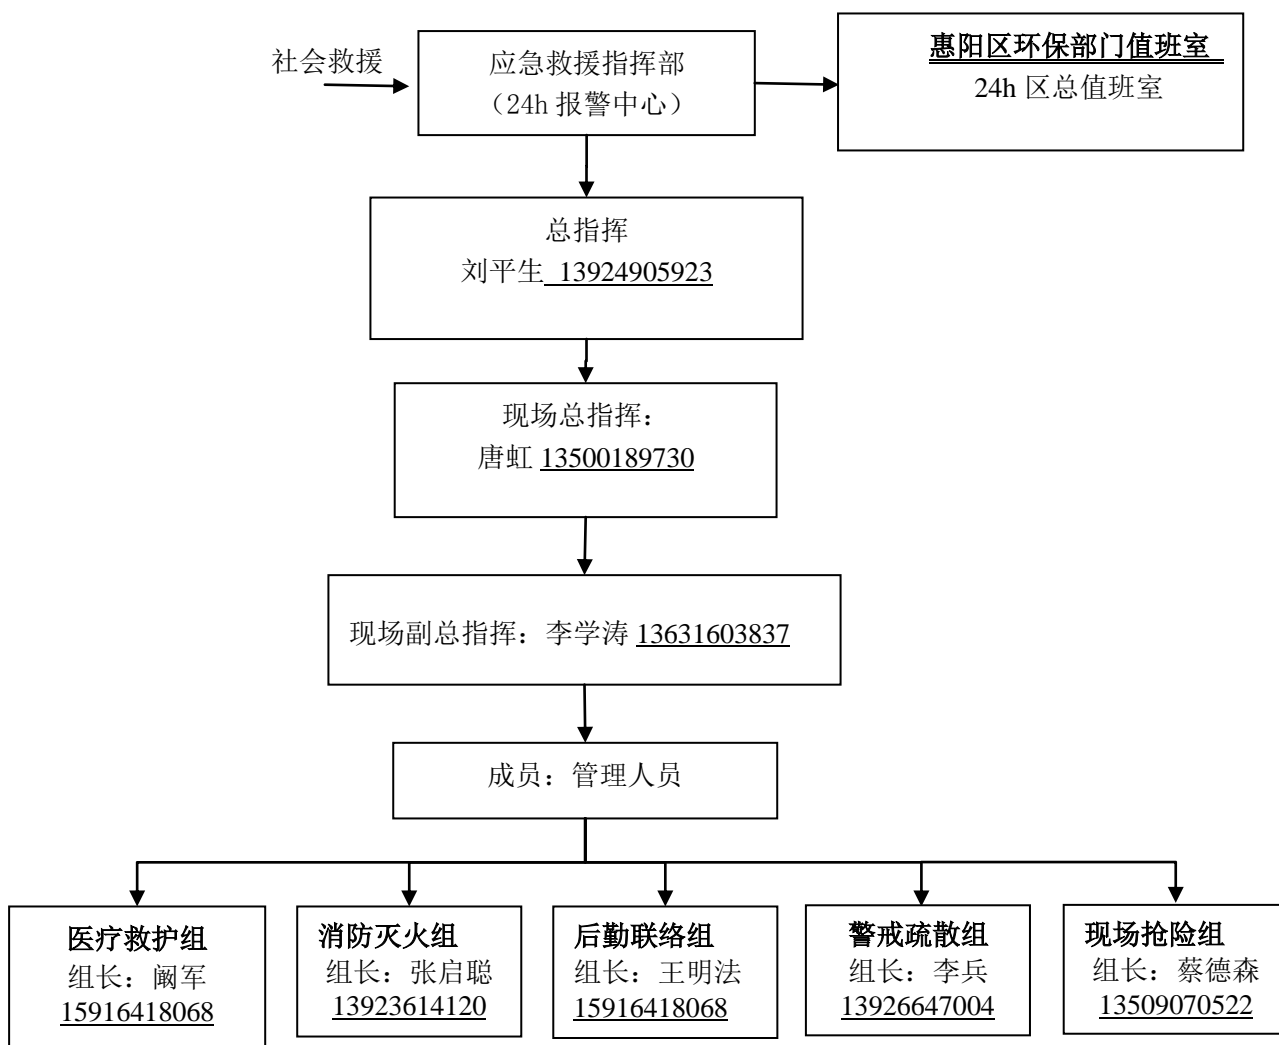 社会救援
应急救援指挥部
（24h 报警中心）
惠阳区环保部门值班室
24h 区总值班室
总指挥
刘平生 13924905923
现场总指挥：
唐虹 13500189730
现场副总指挥：李学涛 13631603837
成员：管理人员
医疗救护组
组长：阚军
15916418068
消防灭火组
组长：张启聪
13923614120
后勤联络组
组长：王明法
15916418068
警戒疏散组
组长：李兵
13926647004
现场抢险组
组长：蔡德森
13509070522